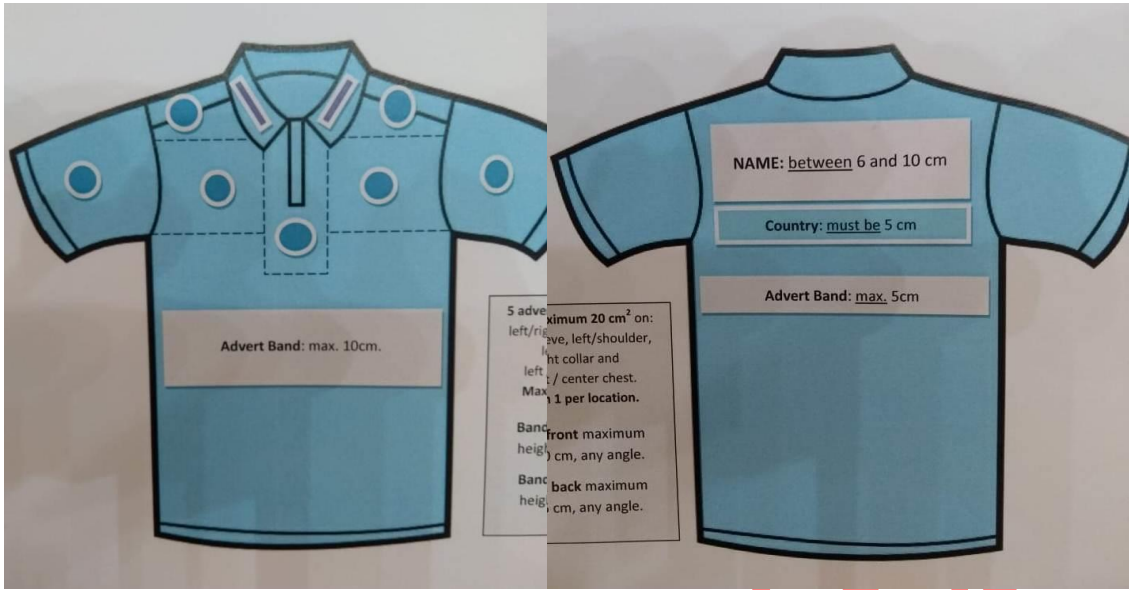 Advert Band: max. 10cm.
5 adve
left/rig
left
Max
Band
heigh
Band
heig
NAME: between 6 and 10 cm
Country: must be 5 cm
Advert Band: max. 5cm
ximum 20 cm² on:
eve, left/shoulder,
ht collar and
/ center chest.
1 per location.
front maximum
cm, any angle.
back maximum
cm, any angle.